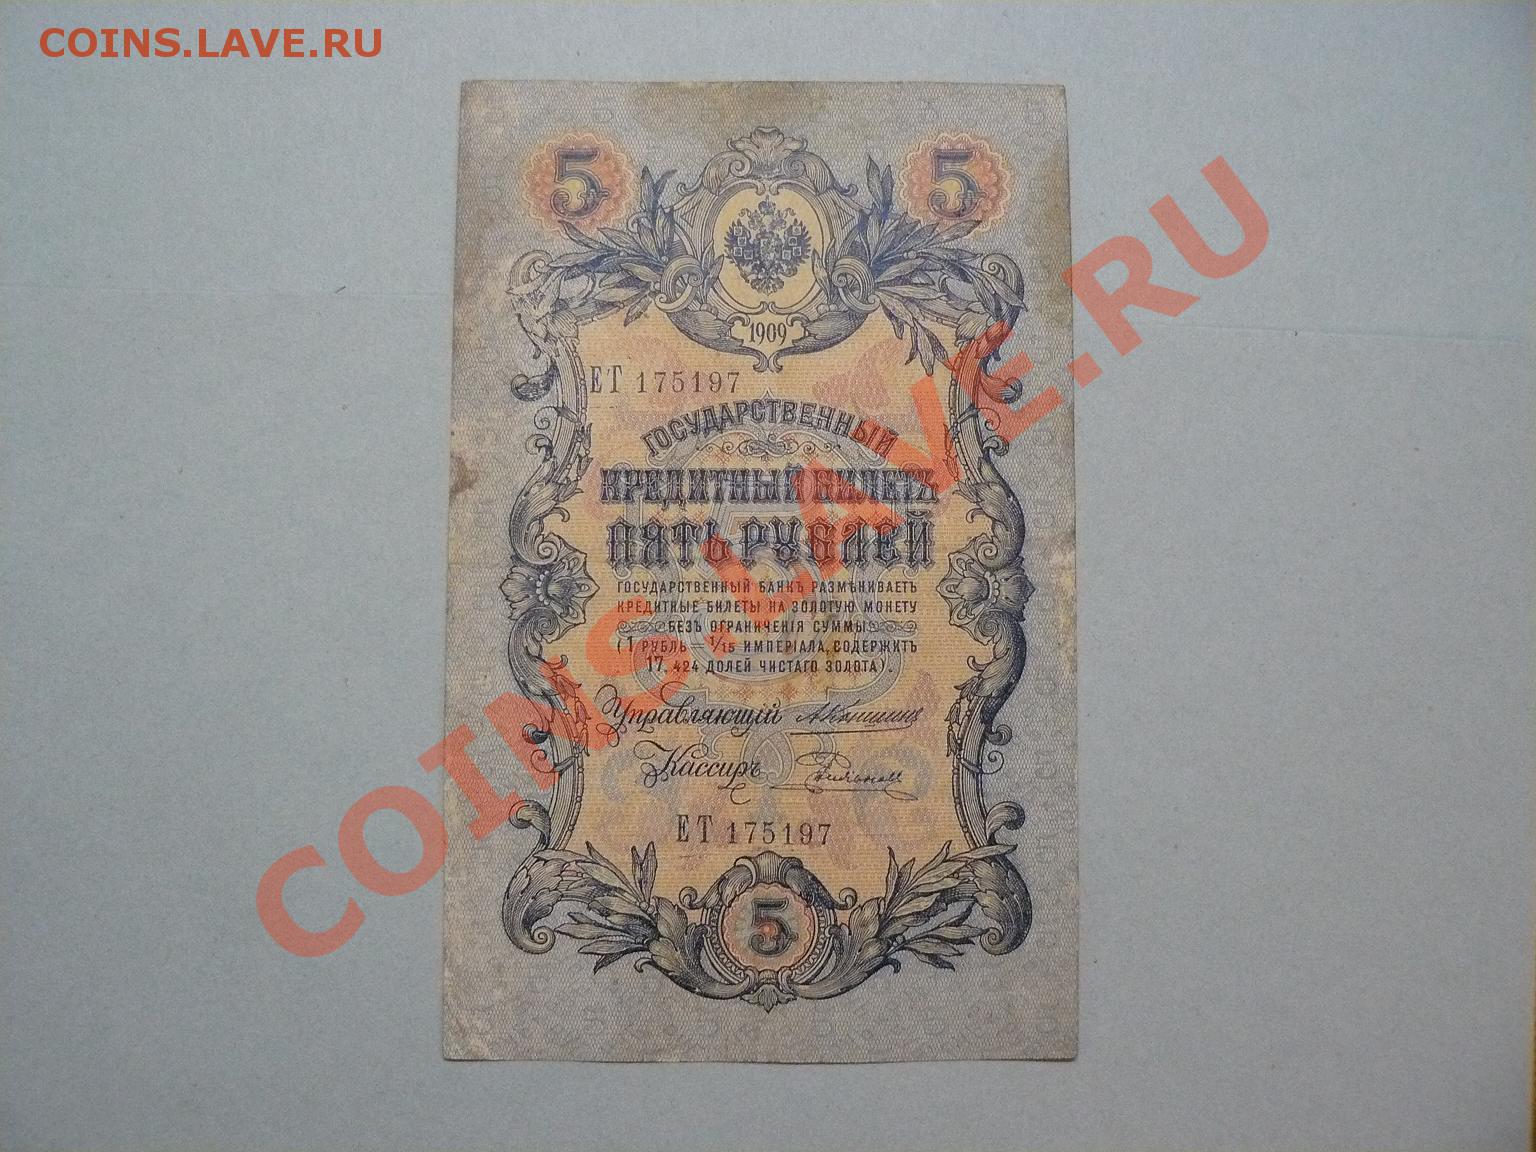 COINS.LAVE.RU
5 5
1909
ЕТ 175197
ГОСУДАРСТВЕННЫЙ
КРЕДИТНЫЙ БИЛЕТЪ
ПЯТЬ РУБЛЕЙ
ГОСУДАРСТВЕННЫЙ БАНКЪ РАЗМѢНИВАЕТЪ
КРЕДИТНЫЕ БИЛЕТЫ НА ЗОЛОТУЮ МОНЕТУ
БЕЗЪ ОГРАНИЧЕНІЯ СУММЫ
(1 РУБЛЬ — 1/15 ИМПЕРІАЛА, СОДЕРЖИТЪ
17, 424 ДОЛЕЙ ЧИСТАГО ЗОЛОТА).
Управляющій АКоншинъ
Кассиръ
ЕТ 175197
5
COINS.LAVE.RU